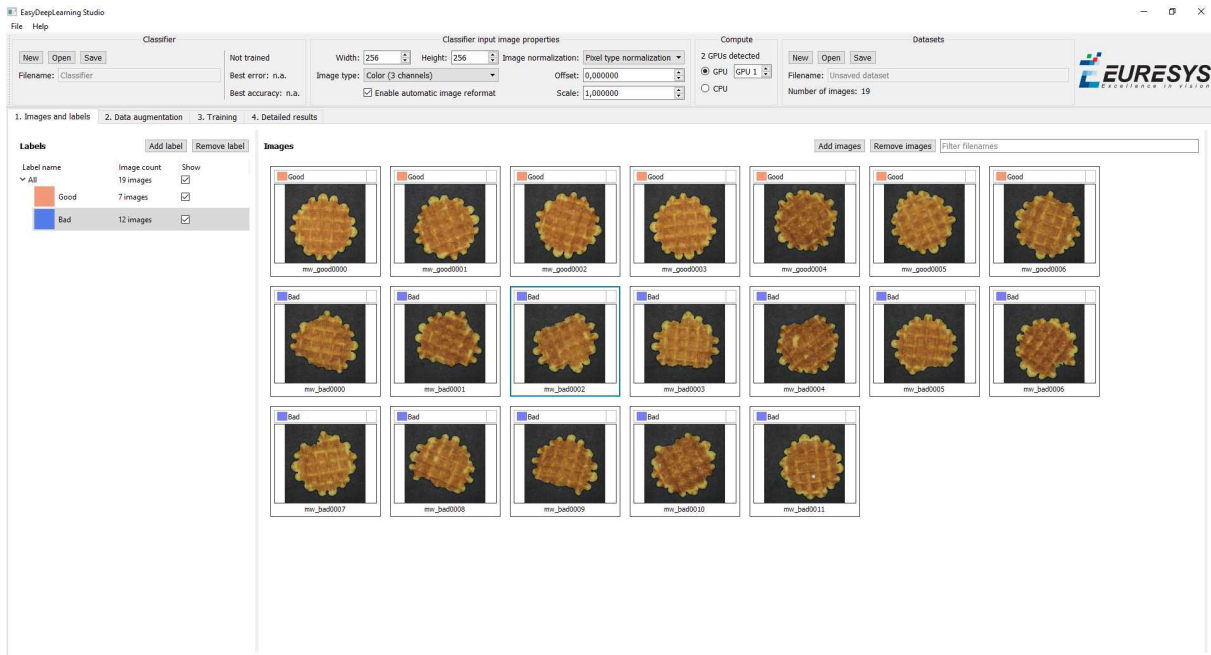 EasyDeepLearning Studio
File Help
Classifier
New Open Save
Filename: Classifier
Not trained
Best error: n.a.
Best accuracy: n.a.
Classifier input image properties
Width: 256 Height: 256 Image normalization: Pixel type normalization
Image type: Color (3 channels) Offset: 0,000000
Enable automatic image reformat Scale: 1,000000
Compute
2 GPUs detected
GPU GPU 1
CPU
Datasets
New Open Save
Filename: Unsaved dataset
Number of images: 19
EURESYS
Excellence in vision
1. Images and labels 2. Data augmentation 3. Training 4. Detailed results
Labels Add label Remove label
Label name Image count Show
All 19 images
Good 7 images
Bad 12 images
Images Add images Remove images Filter filenames
Good Good Good Good Good Good Good
mw_good0000 mw_good0001 mw_good0002 mw_good0003 mw_good0004 mw_good0005 mw_good0006
Bad Bad Bad Bad Bad Bad Bad
mw_bad0000 mw_bad0001 mw_bad0002 mw_bad0003 mw_bad0004 mw_bad0005 mw_bad0006
Bad Bad Bad Bad Bad
mw_bad0007 mw_bad0008 mw_bad0009 mw_bad0010 mw_bad0011